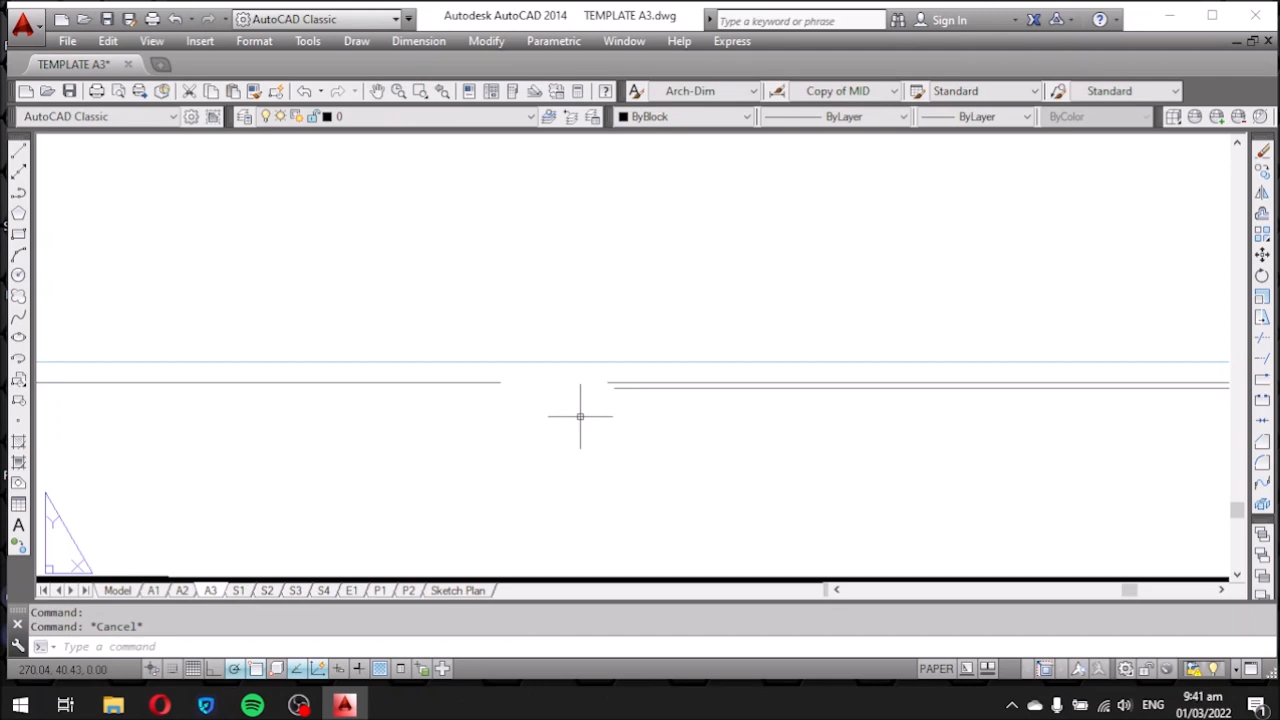 AutoCAD Classic
Autodesk AutoCAD 2014
TEMPLATE A3.dwg
Type a keyword or phrase
Sign In
File
Edit
View
Insert
Format
Tools
Draw
Dimension
Modify
Parametric
Window
Help
Express
TEMPLATE A3*
Arch-Dim
Copy of MID
Standard
Standard
AutoCAD Classic
0
ByBlock
ByLayer
ByLayer
ByColor
Y
X
Model
A1
A2
A3
S1
S2
S3
S4
E1
P1
P2
Sketch Plan
Command:
Command: *Cancel*
Type a command
270.04, 40.43, 0.00
PAPER
ENG
9:41 am
01/03/2022
1